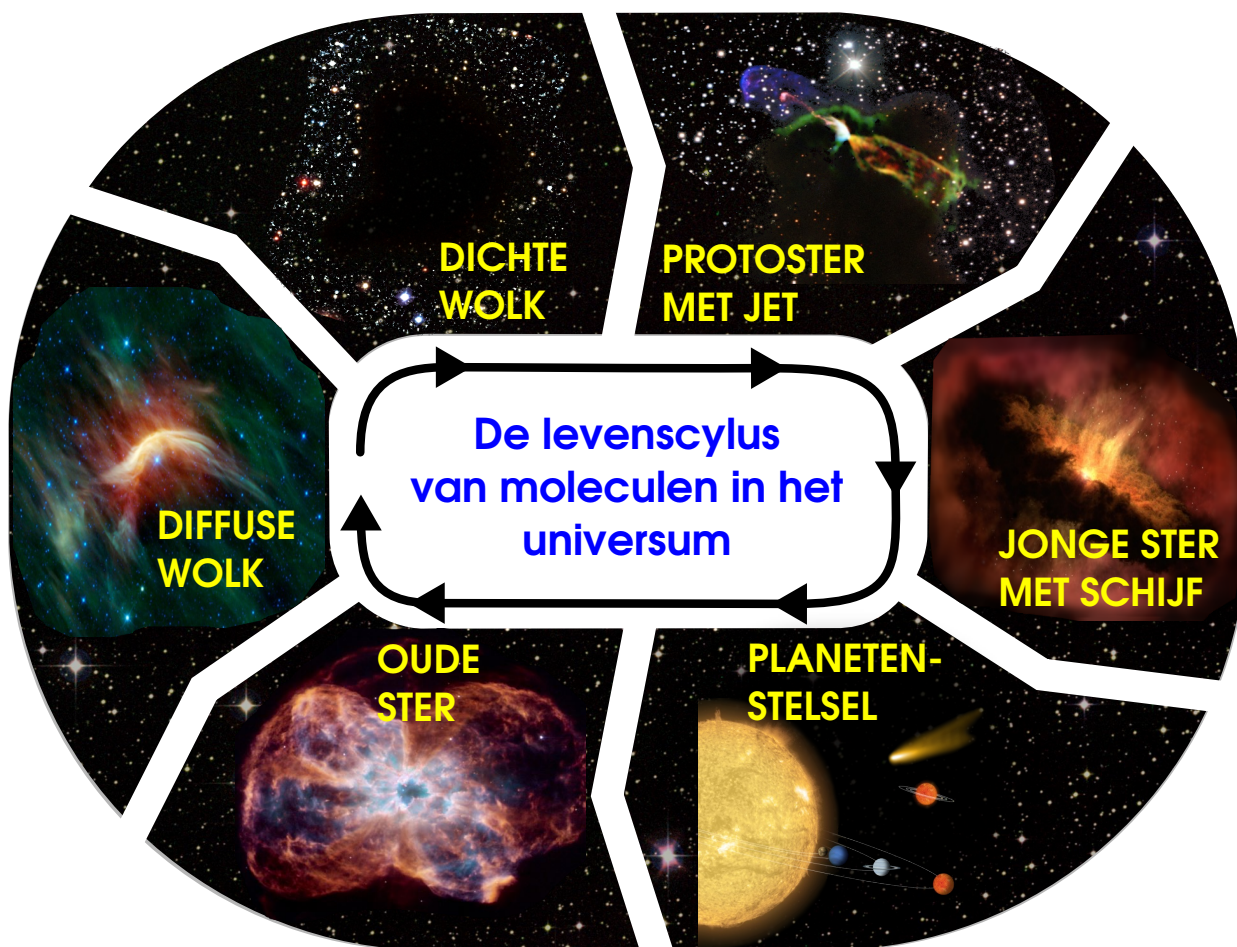 DICHTE
WOLK
PROTOSTER
MET JET
De levenscylus
van moleculen in het
universum
DIFFUSE
WOLK
JONGE STER
MET SCHIJF
OUDE
STER
PLANETEN-
STELSEL